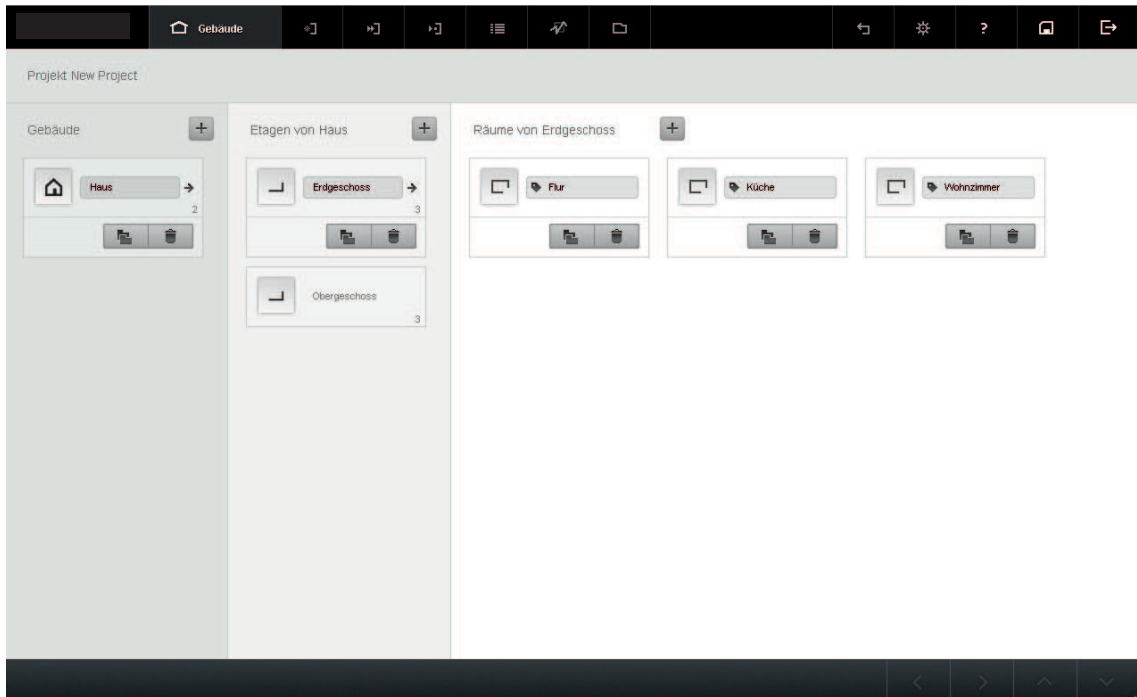 Gebäude
?
Projekt New Project
Gebäude
Etagen von Haus
Räume von Erdgeschoss
Haus
2
Erdgeschoss
3
Flur
Küche
Wohnzimmer
Obergeschoss
3